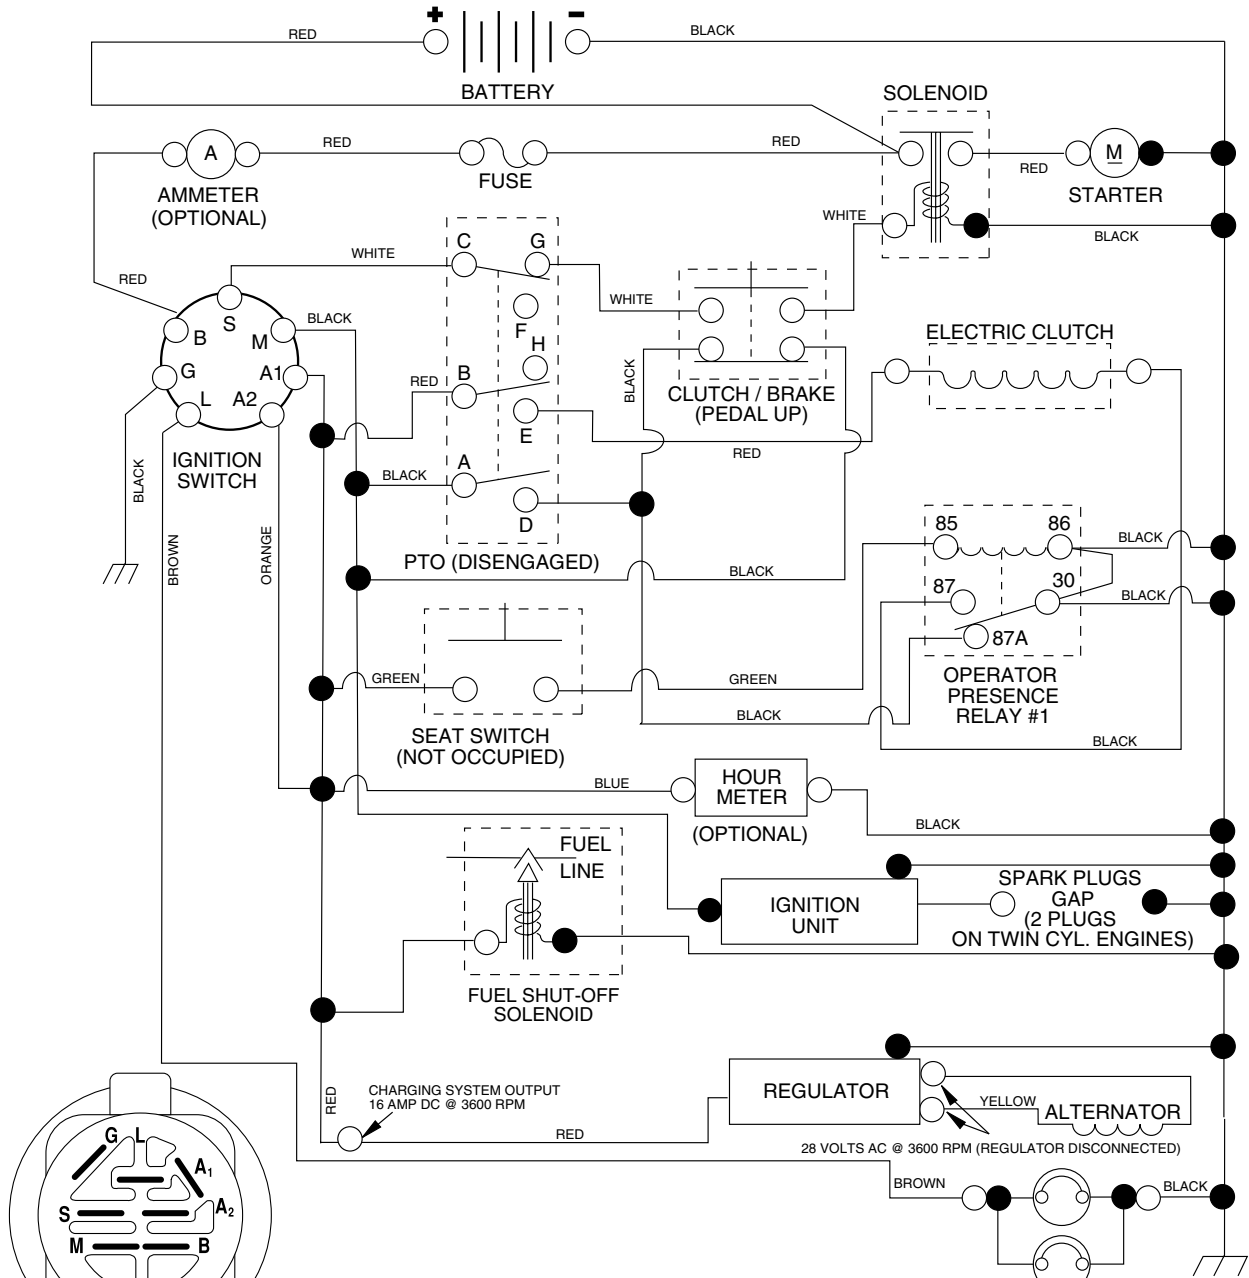 + −
RED
BLACK
BATTERY
SOLENOID
A
RED
RED
RED
M
FUSE
AMMETER
(OPTIONAL)
STARTER
WHITE
BLACK
C G
WHITE
RED
WHITE
S
F
BLACK
B
M
H
ELECTRIC CLUTCH
G
A1
B
RED
BLACK
L
A2
CLUTCH / BRAKE
(PEDAL UP)
E
IGNITION
SWITCH
RED
A
BLACK
BLACK
D
85 86
BLACK
BROWN
ORANGE
PTO (DISENGAGED)
BLACK
87 30
BLACK
87A
GREEN
GREEN
OPERATOR
PRESENCE
RELAY #1
BLACK
SEAT SWITCH
(NOT OCCUPIED)
BLACK
BLUE
HOUR
METER
(OPTIONAL)
BLACK
FUEL
LINE
SPARK PLUGS
GAP
(2 PLUGS
ON TWIN CYL. ENGINES)
IGNITION
UNIT
FUEL SHUT-OFF
SOLENOID
RED
CHARGING SYSTEM OUTPUT
16 AMP DC @ 3600 RPM
REGULATOR
YELLOW
ALTERNATOR
RED
28 VOLTS AC @ 3600 RPM (REGULATOR DISCONNECTED)
G L
A1
A2
S
M B
BROWN
BLACK